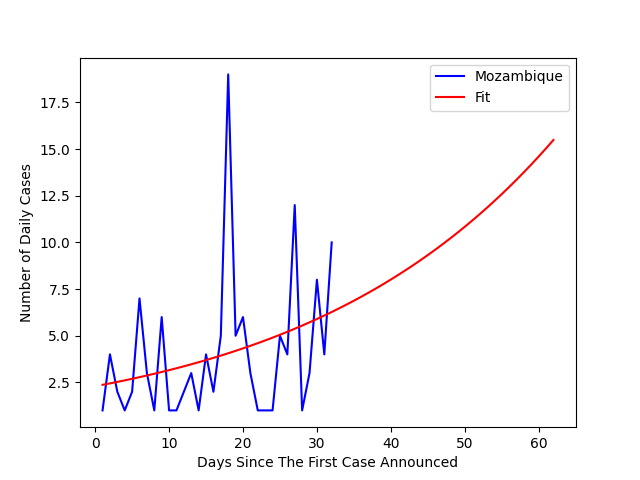 Mozambique
Fit
17.5
15.0
12.5
10.0
7.5
5.0
2.5
Number of Daily Cases
0 10 20 30 40 50 60
Days Since The First Case Announced